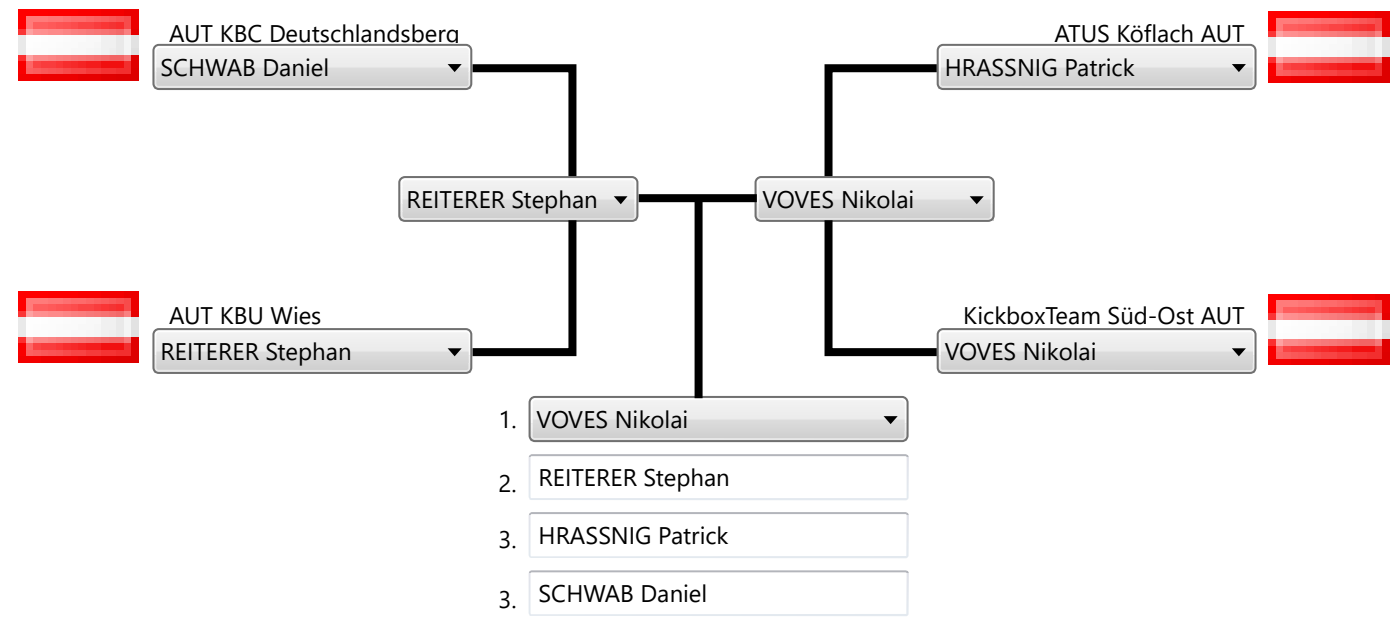 AUT KBC Deutschlandsberg
SCHWAB Daniel
ATUS Köflach AUT
HRASSNIG Patrick
REITERER Stephan
VOVES Nikolai
AUT KBU Wies
REITERER Stephan
KickboxTeam Süd-Ost AUT
VOVES Nikolai
1. VOVES Nikolai
2. REITERER Stephan
3. HRASSNIG Patrick
3. SCHWAB Daniel